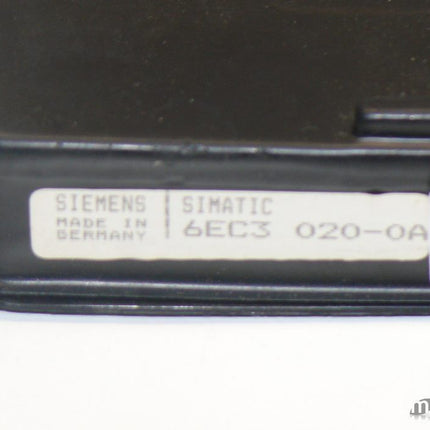 SIEMENS
MADE IN
GERMANY
SIMATIC
6EC3 020-0A